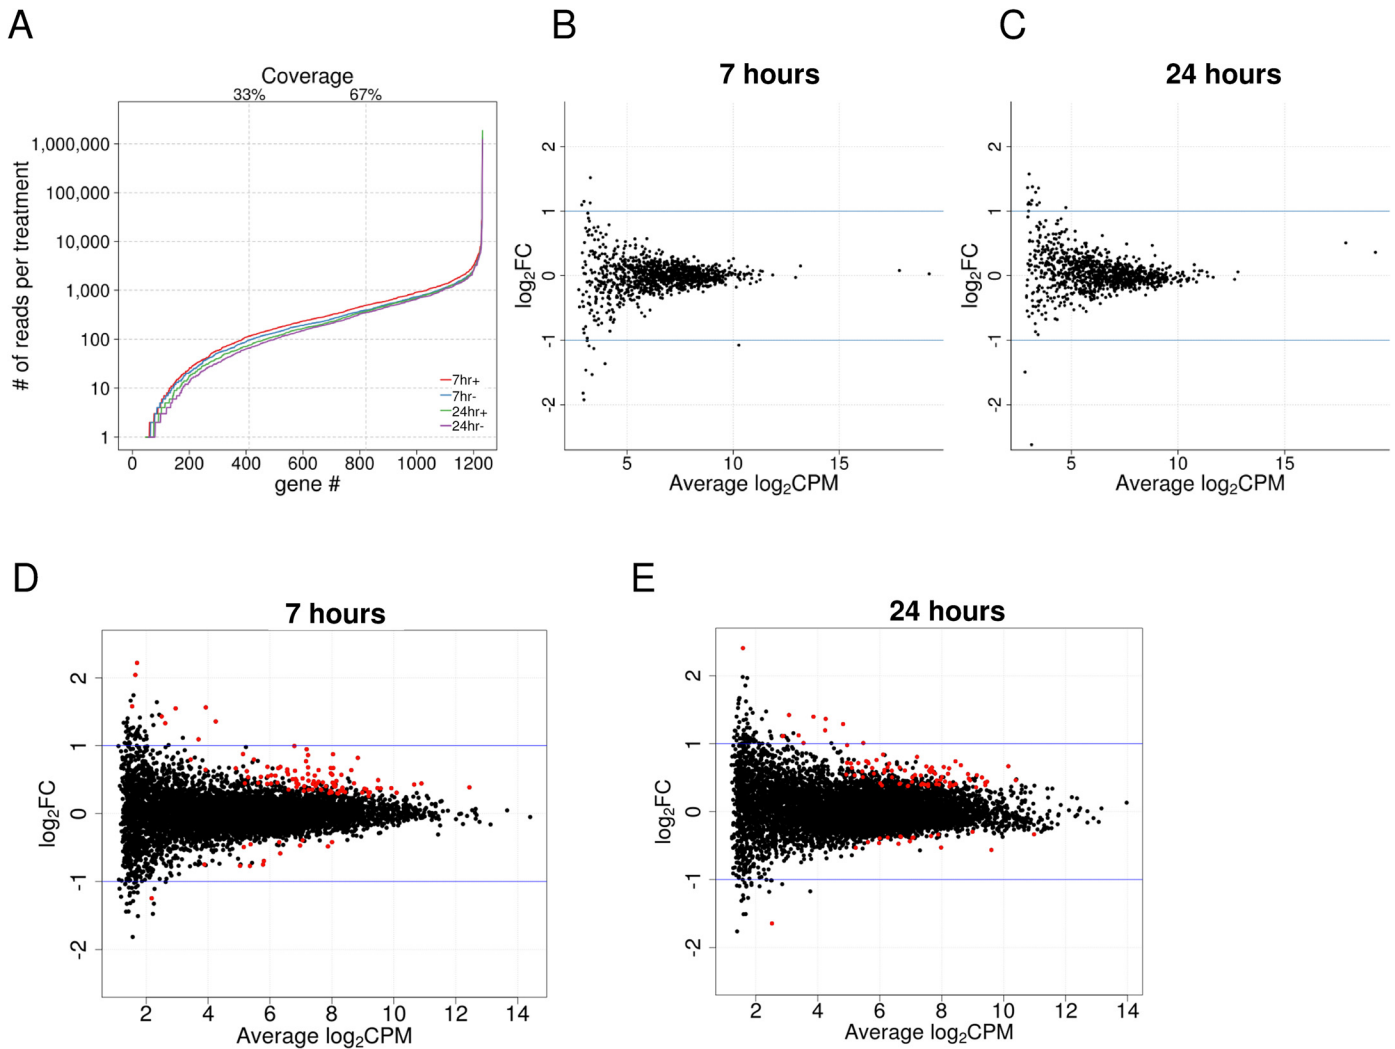 A
B
C
Coverage
33% 67%
# of reads per treatment
1,000,000
100,000
10,000
1,000
100
10
1
7hr+
7hr-
24hr+
24hr-
0 200 400 600 800 1000 1200
gene #
7 hours
log2FC
2
1
0
-1
-2
5 10 15
Average log2CPM
24 hours
log2FC
2
1
0
-1
-2
5 10 15
Average log2CPM
D
E
7 hours
log2FC
2
1
0
-1
-2
2 4 6 8 10 12 14
Average log2CPM
24 hours
log2FC
2
1
0
-1
-2
2 4 6 8 10 12 14
Average log2CPM